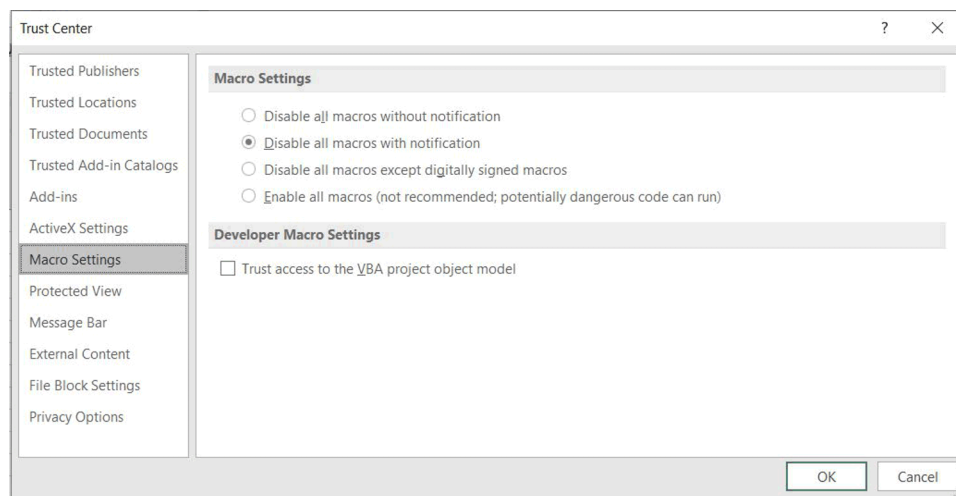 Trust Center
?
Trusted Publishers
Trusted Locations
Trusted Documents
Trusted Add-in Catalogs
Add-ins
ActiveX Settings
Macro Settings
Protected View
Message Bar
External Content
File Block Settings
Privacy Options
Macro Settings
Disable all macros without notification
Disable all macros with notification
Disable all macros except digitally signed macros
Enable all macros (not recommended; potentially dangerous code can run)
Developer Macro Settings
Trust access to the VBA project object model
OK
Cancel